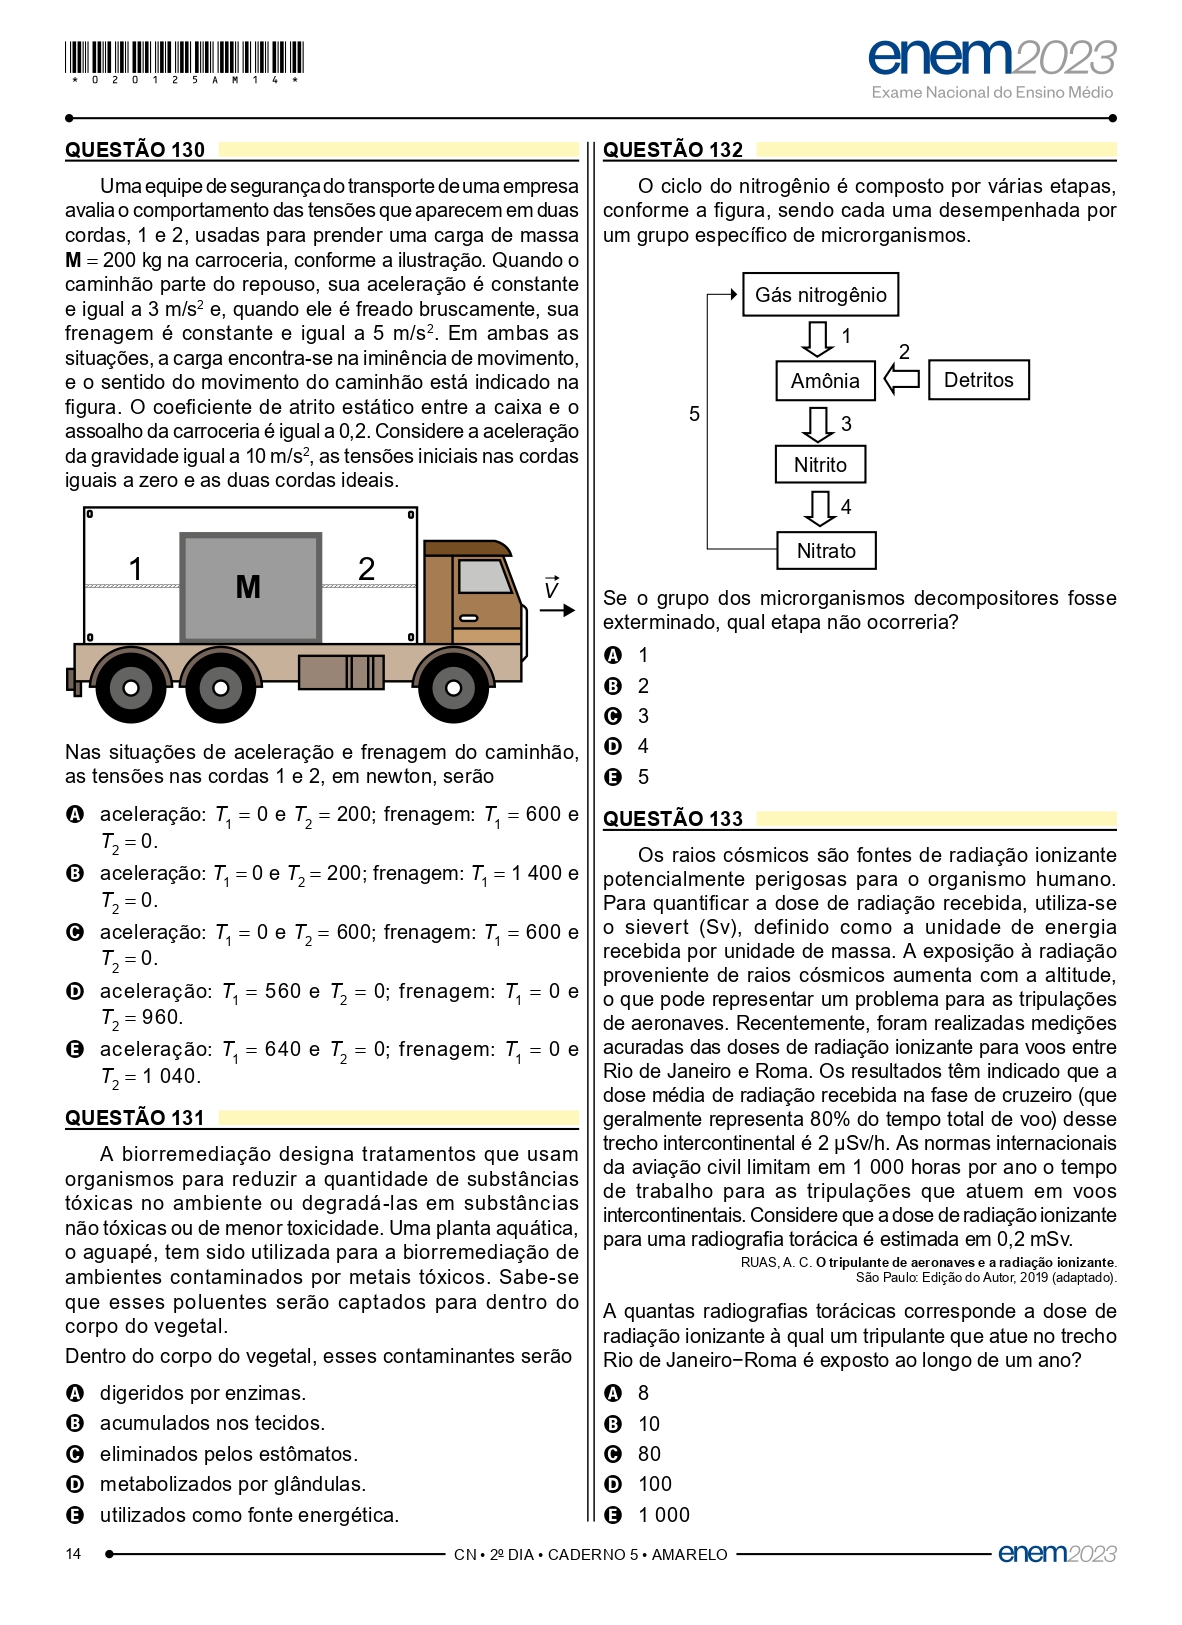 *020125AM14*
enem2023
Exame Nacional do Ensino Médio
QUESTÃO 130
Uma equipe de segurança do transporte de uma empresa
avalia o comportamento das tensões que aparecem em duas
cordas, 1 e 2, usadas para prender uma carga de massa
M = 200 kg na carroceria, conforme a ilustração. Quando o
caminhão parte do repouso, sua aceleração é constante
e igual a 3 m/s² e, quando ele é freado bruscamente, sua
frenagem é constante e igual a 5 m/s². Em ambas as
situações, a carga encontra-se na iminência de movimento,
e o sentido do movimento do caminhão está indicado na
figura. O coeficiente de atrito estático entre a caixa e o
assoalho da carroceria é igual a 0,2. Considere a aceleração
da gravidade igual a 10 m/s², as tensões iniciais nas cordas
iguais a zero e as duas cordas ideais.
1
M
2
V
Nas situações de aceleração e frenagem do caminhão,
as tensões nas cordas 1 e 2, em newton, serão
A aceleração: T₁ = 0 e T₂ = 200; frenagem: T₁ = 600 e
T₂ = 0.
B aceleração: T₁ = 0 e T₂ = 200; frenagem: T₁ = 1 400 e
T₂ = 0.
C aceleração: T₁ = 0 e T₂ = 600; frenagem: T₁ = 600 e
T₂ = 0.
D aceleração: T₁ = 560 e T₂ = 0; frenagem: T₁ = 0 e
T₂ = 960.
E aceleração: T₁ = 640 e T₂ = 0; frenagem: T₁ = 0 e
T₂ = 1 040.
QUESTÃO 131
A biorremediação designa tratamentos que usam
organismos para reduzir a quantidade de substâncias
tóxicas no ambiente ou degradá-las em substâncias
não tóxicas ou de menor toxicidade. Uma planta aquática,
o aguapé, tem sido utilizada para a biorremediação de
ambientes contaminados por metais tóxicos. Sabe-se
que esses poluentes serão captados para dentro do
corpo do vegetal.
Dentro do corpo do vegetal, esses contaminantes serão
A digeridos por enzimas.
B acumulados nos tecidos.
C eliminados pelos estômatos.
D metabolizados por glândulas.
E utilizados como fonte energética.
QUESTÃO 132
O ciclo do nitrogênio é composto por várias etapas,
conforme a figura, sendo cada uma desempenhada por
um grupo específico de microrganismos.
Gás nitrogênio
1
2
Amônia
Detritos
5
3
Nitrito
4
Nitrato
Se o grupo dos microrganismos decompositores fosse
exterminado, qual etapa não ocorreria?
A 1
B 2
C 3
D 4
E 5
QUESTÃO 133
Os raios cósmicos são fontes de radiação ionizante
potencialmente perigosas para o organismo humano.
Para quantificar a dose de radiação recebida, utiliza-se
o sievert (Sv), definido como a unidade de energia
recebida por unidade de massa. A exposição à radiação
proveniente de raios cósmicos aumenta com a altitude,
o que pode representar um problema para as tripulações
de aeronaves. Recentemente, foram realizadas medições
acuradas das doses de radiação ionizante para voos entre
Rio de Janeiro e Roma. Os resultados têm indicado que a
dose média de radiação recebida na fase de cruzeiro (que
geralmente representa 80% do tempo total de voo) desse
trecho intercontinental é 2 μSv/h. As normas internacionais
da aviação civil limitam em 1 000 horas por ano o tempo
de trabalho para as tripulações que atuem em voos
intercontinentais. Considere que a dose de radiação ionizante
para uma radiografia torácica é estimada em 0,2 mSv.
RUAS, A. C. O tripulante de aeronaves e a radiação ionizante.
São Paulo: Edição do Autor, 2019 (adaptado).
A quantas radiografias torácicas corresponde a dose de
radiação ionizante à qual um tripulante que atue no trecho
Rio de Janeiro−Roma é exposto ao longo de um ano?
A 8
B 10
C 80
D 100
E 1 000
14
CN • 2º DIA • CADERNO 5 • AMARELO
enem2023